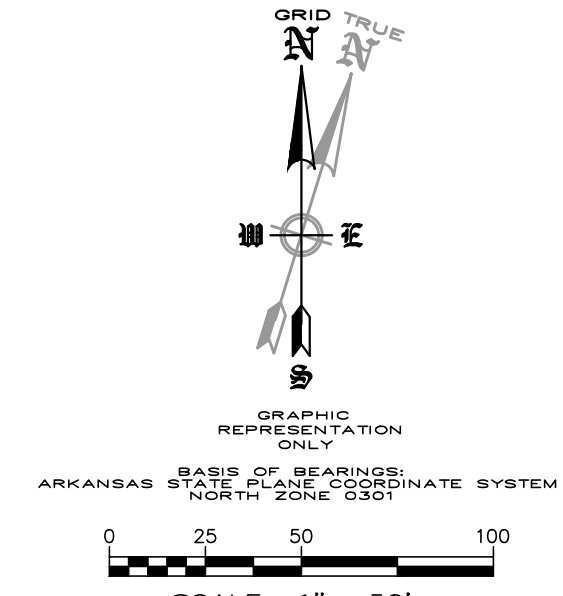 GRID TRUE
N N
W E
S
GRAPHIC
REPRESENTATION
ONLY
BASIS OF BEARINGS:
ARKANSAS STATE PLANE COORDINATE SYSTEM
NORTH ZONE 0301
0 25 50 100